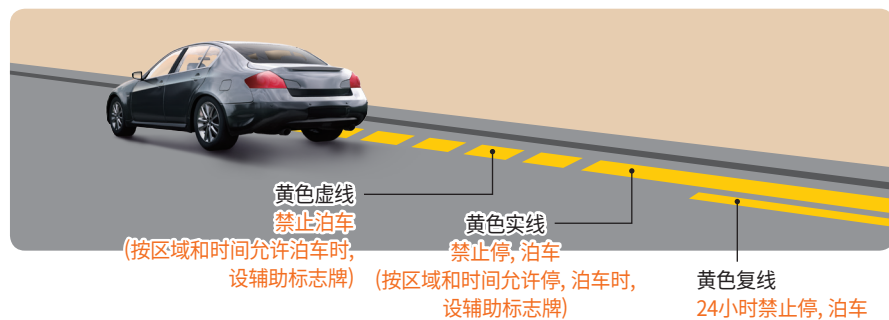 黄色虚线
禁止泊车
(按区域和时间允许泊车时,
设辅助标志牌)
黄色实线
禁止停, 泊车
(按区域和时间允许停, 泊车时,
设辅助标志牌)
黄色复线
24小时禁止停, 泊车